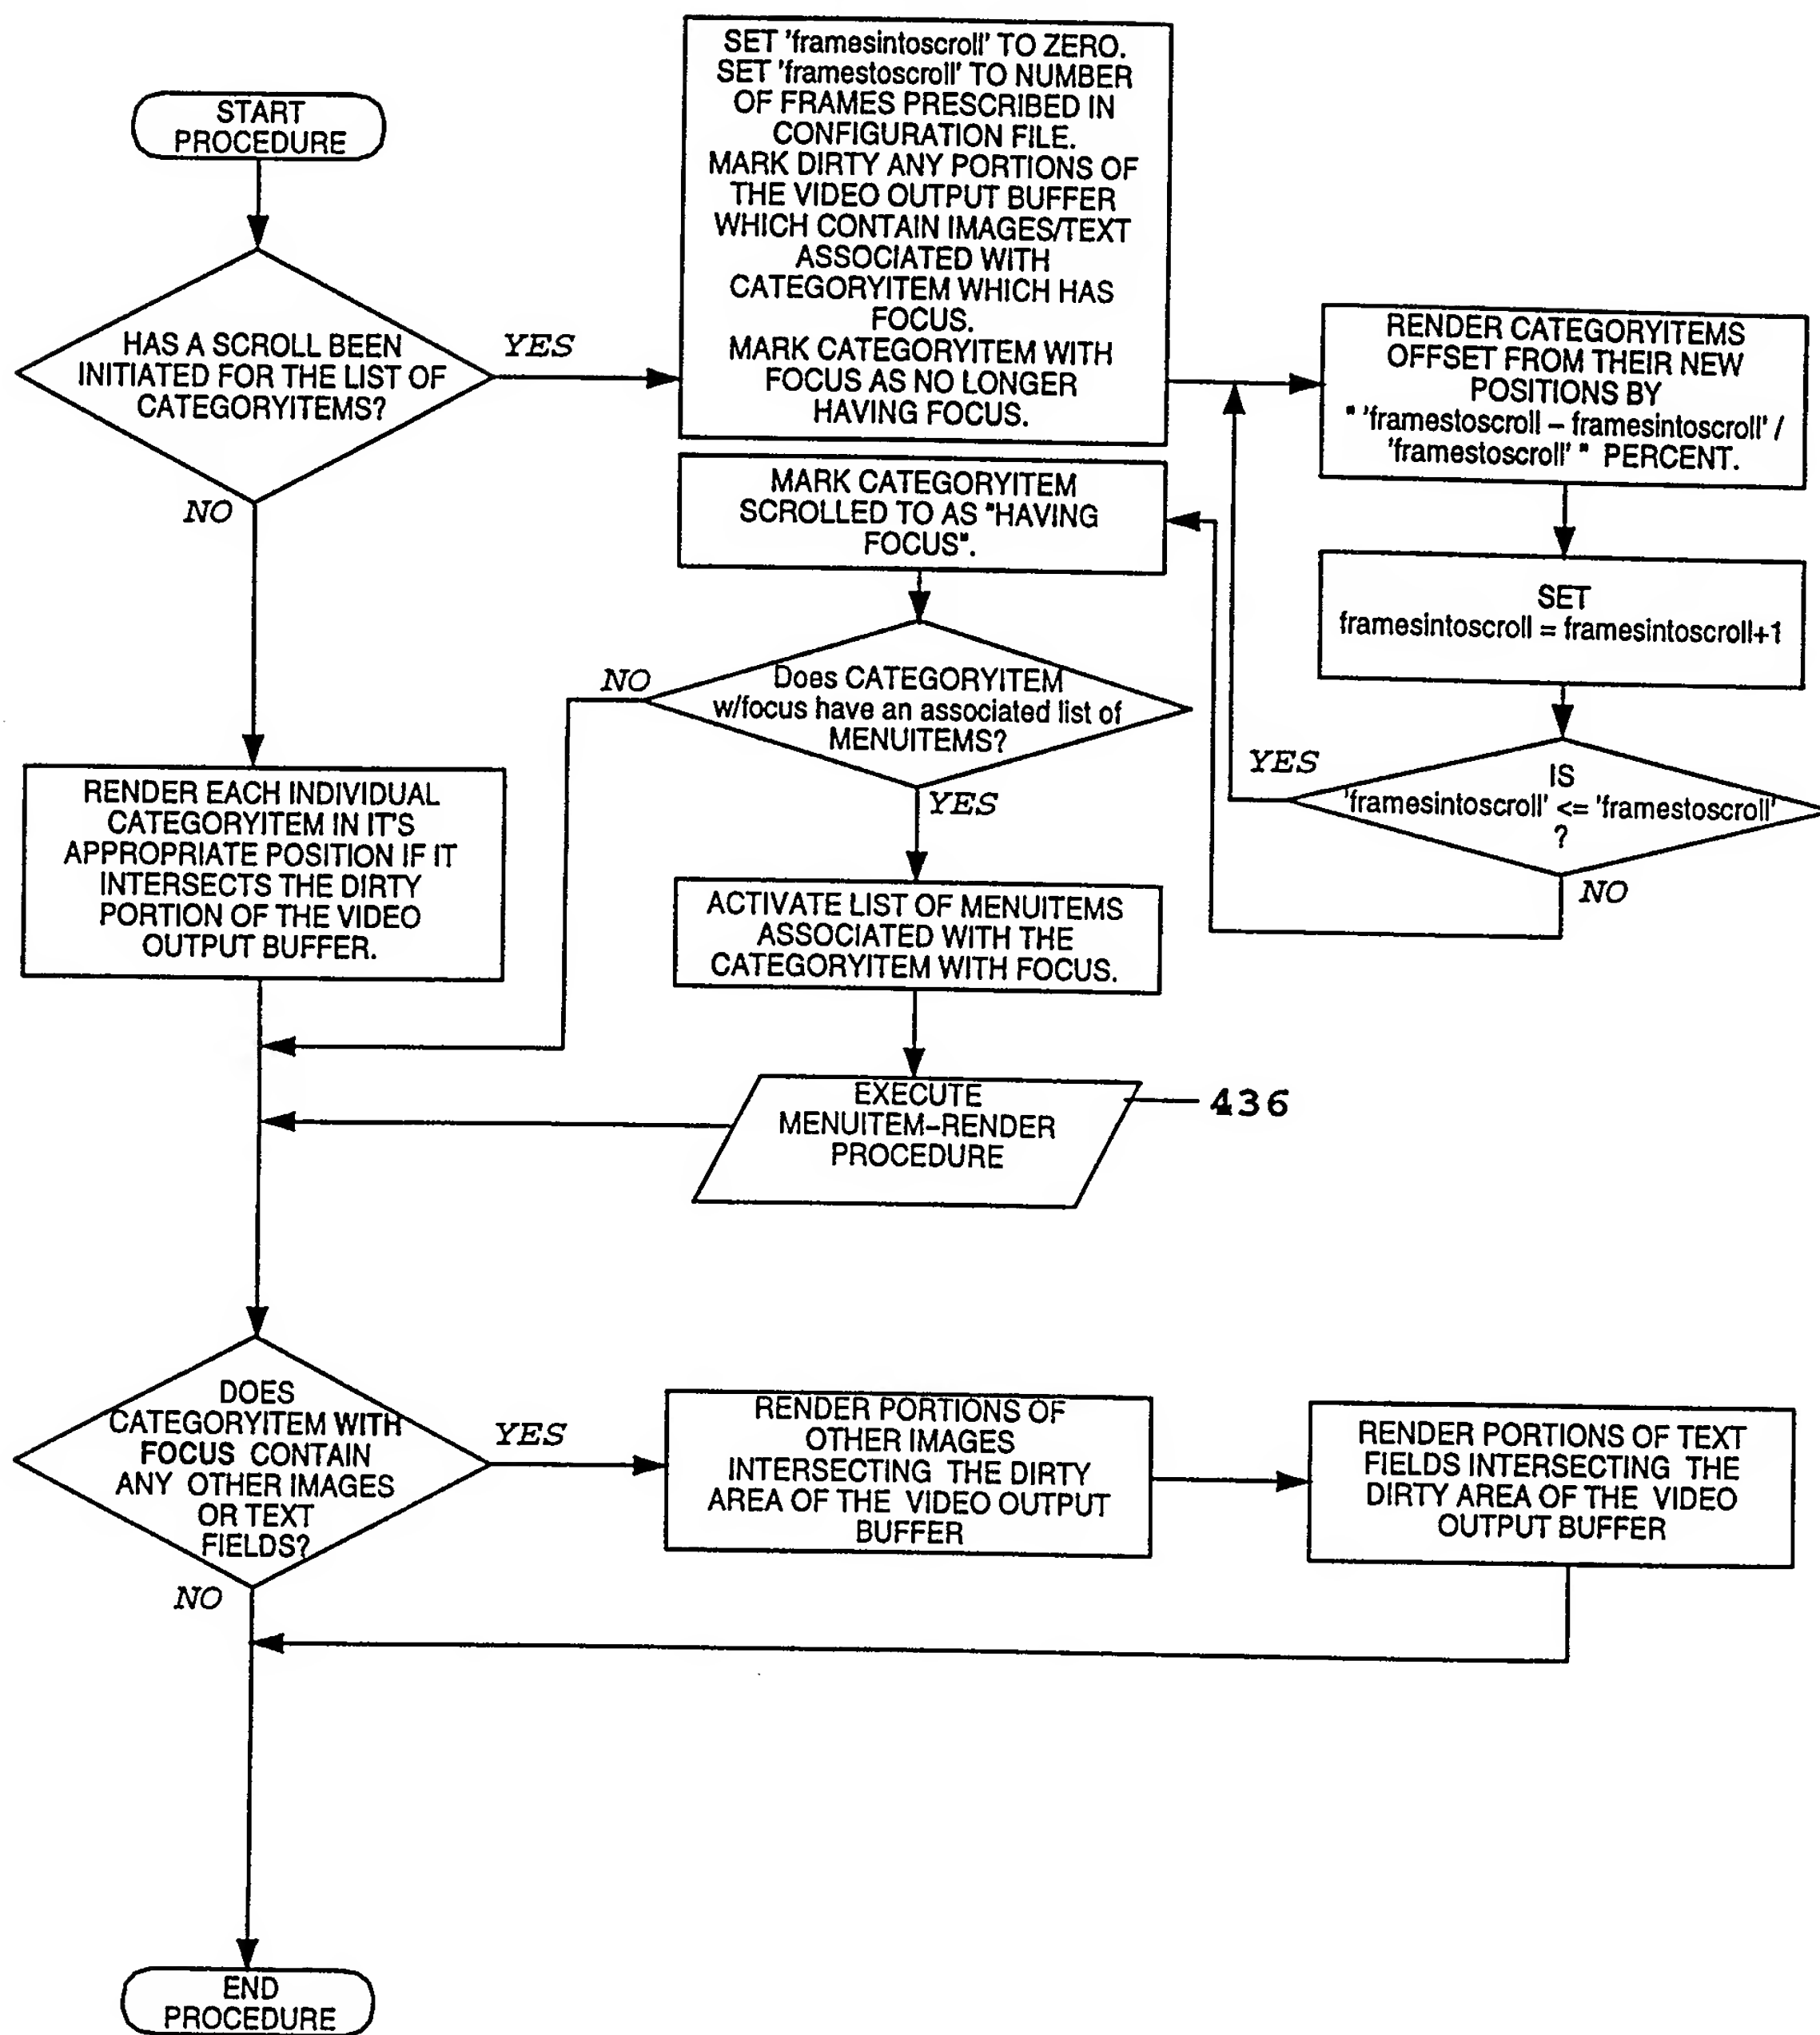 START
PROCEDURE
HAS A SCROLL BEEN
INITIATED FOR THE LIST OF
CATEGORYITEMS?
YES
NO
SET 'framesintoscroll' TO ZERO.
SET 'framestoscroll' TO NUMBER
OF FRAMES PRESCRIBED IN
CONFIGURATION FILE.
MARK DIRTY ANY PORTIONS OF
THE VIDEO OUTPUT BUFFER
WHICH CONTAIN IMAGES/TEXT
ASSOCIATED WITH
CATEGORYITEM WHICH HAS
FOCUS.
MARK CATEGORYITEM WITH
FOCUS AS NO LONGER
HAVING FOCUS.
RENDER CATEGORYITEMS
OFFSET FROM THEIR NEW
POSITIONS BY
" 'framestoscroll – framesintoscroll' /
'framestoscroll' " PERCENT.
SET
framesintoscroll = framesintoscroll+1
IS
'framesintoscroll' <= 'framestoscroll'
?
YES
NO
MARK CATEGORYITEM
SCROLLED TO AS "HAVING
FOCUS".
Does CATEGORYITEM
w/focus have an associated list of
MENUITEMS?
NO
YES
ACTIVATE LIST OF MENUITEMS
ASSOCIATED WITH THE
CATEGORYITEM WITH FOCUS.
EXECUTE
MENUITEM–RENDER
PROCEDURE
436
RENDER EACH INDIVIDUAL
CATEGORYITEM IN IT'S
APPROPRIATE POSITION IF IT
INTERSECTS THE DIRTY
PORTION OF THE VIDEO
OUTPUT BUFFER.
DOES
CATEGORYITEM WITH
FOCUS CONTAIN
ANY OTHER IMAGES
OR TEXT
FIELDS?
YES
NO
RENDER PORTIONS OF
OTHER IMAGES
INTERSECTING THE DIRTY
AREA OF THE VIDEO OUTPUT
BUFFER
RENDER PORTIONS OF TEXT
FIELDS INTERSECTING THE
DIRTY AREA OF THE VIDEO
OUTPUT BUFFER
END
PROCEDURE